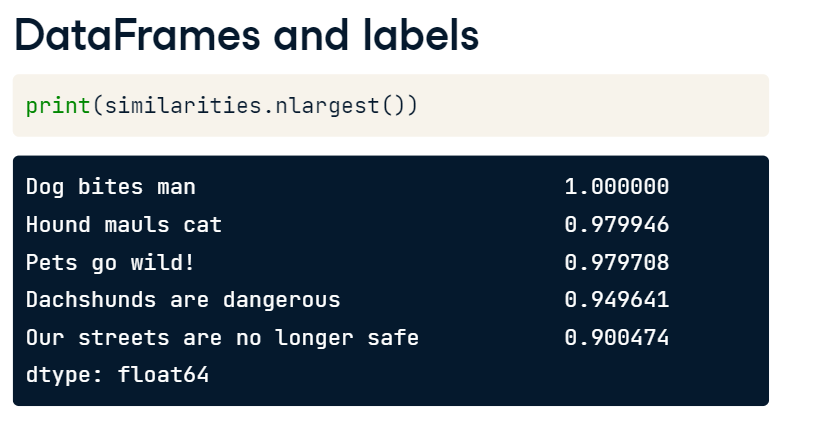 DataFrames and labels
print(similarities.nlargest())
Dog bites man 1.000000
Hound mauls cat 0.979946
Pets go wild! 0.979708
Dachshunds are dangerous 0.949641
Our streets are no longer safe 0.900474
dtype: float64